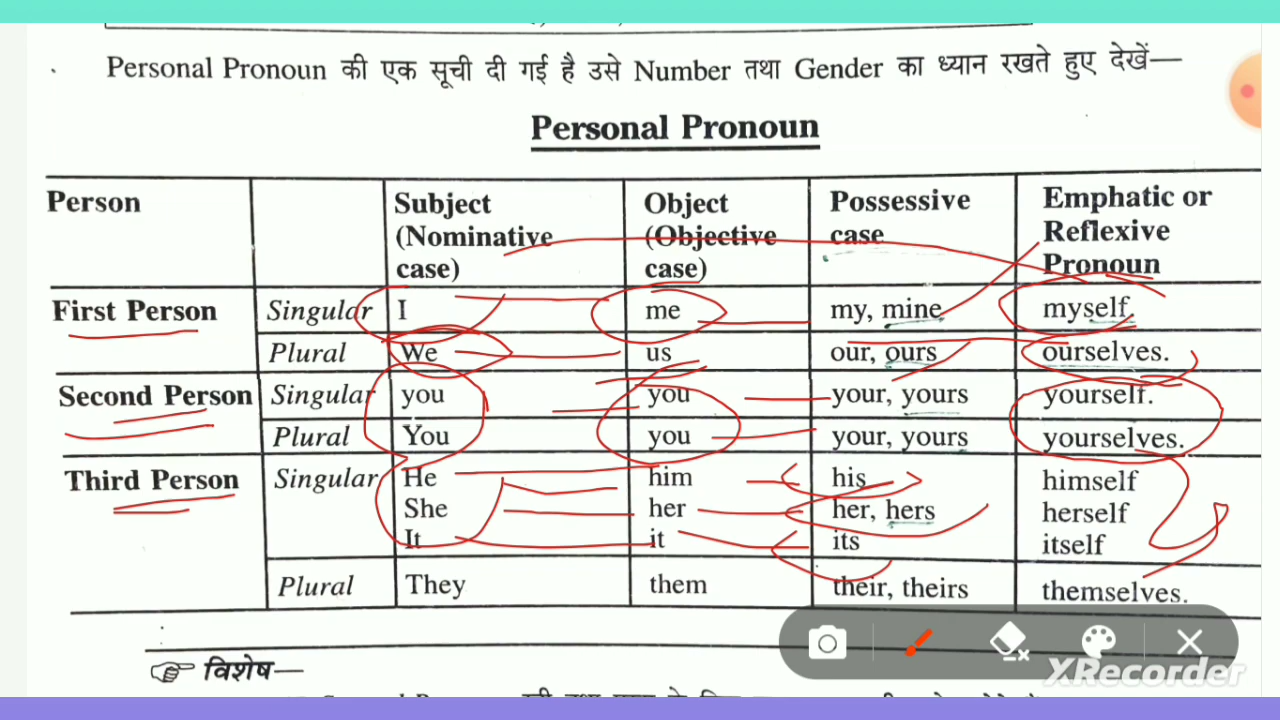 Personal Pronoun की एक सूची दी गई है उसे Number तथा Gender का ध्यान रखते हुए देखें—
Personal Pronoun
Person Subject (Nominative case) Object (Objective case) Possessive case Emphatic or Reflexive Pronoun
First Person Singular I me my, mine myself.
Plural We us our, ours ourselves.
Second Person Singular you you your, yours yourself.
Plural You you your, yours yourselves.
Third Person Singular He him his himself
She her her, hers herself
It it its itself
Plural They them their, theirs themselves.
विशेष—
XRecorder